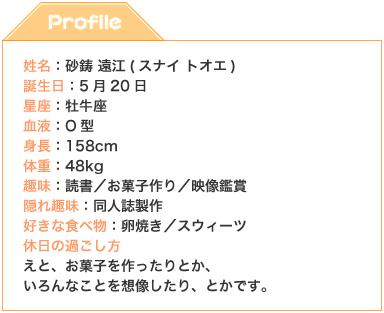 Profile
姓名：砂鋳 遠江 ( スナイ トオエ )
誕生日：5 月 20 日
星座：牡牛座
血液：O 型
身長：158cm
体重：48kg
趣味：読書／お菓子作り／映像鑑賞
隠れ趣味：同人誌製作
好きな食べ物：卵焼き／スウィーツ
休日の過ごし方
えと、お菓子を作ったりとか、
いろんなことを想像したり、とかです。